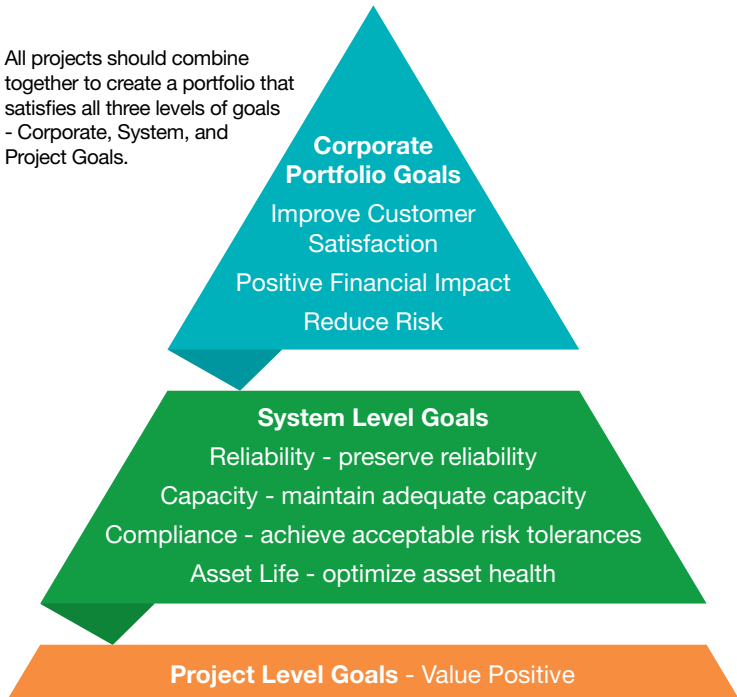 All projects should combine
together to create a portfolio that
satisfies all three levels of goals
- Corporate, System, and
Project Goals.
Corporate
Portfolio Goals
Improve Customer
Satisfaction
Positive Financial Impact
Reduce Risk
System Level Goals
Reliability - preserve reliability
Capacity - maintain adequate capacity
Compliance - achieve acceptable risk tolerances
Asset Life - optimize asset health
Project Level Goals - Value Positive